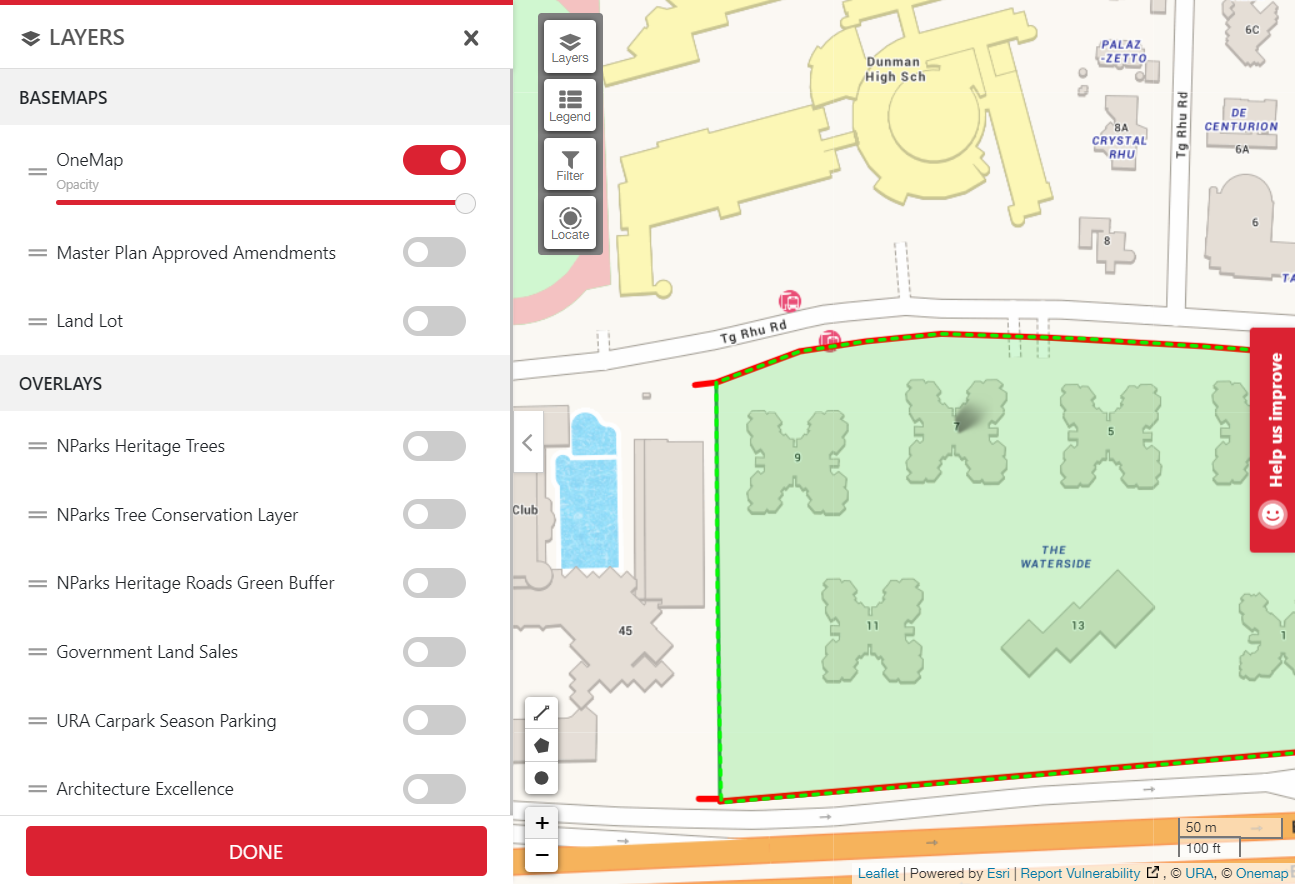 LAYERS
BASEMAPS
OneMap
Opacity
Master Plan Approved Amendments
Land Lot
OVERLAYS
NParks Heritage Trees
NParks Tree Conservation Layer
NParks Heritage Roads Green Buffer
Government Land Sales
URA Carpark Season Parking
Architecture Excellence
DONE
Layers
Legend
Filter
Locate
Dunman
High Sch
PALAZ
-ZETTO
6C
Tg Rhu Rd
8A
CRYSTAL
RHU
DE
CENTURION
6A
6
8
TA
Tg Rhu Rd
9
7
5
Club
THE
WATERSIDE
45
11
13
1
Help us improve
+
−
50 m
100 ft
Leaflet | Powered by Esri | Report Vulnerability , © URA, © Onemap